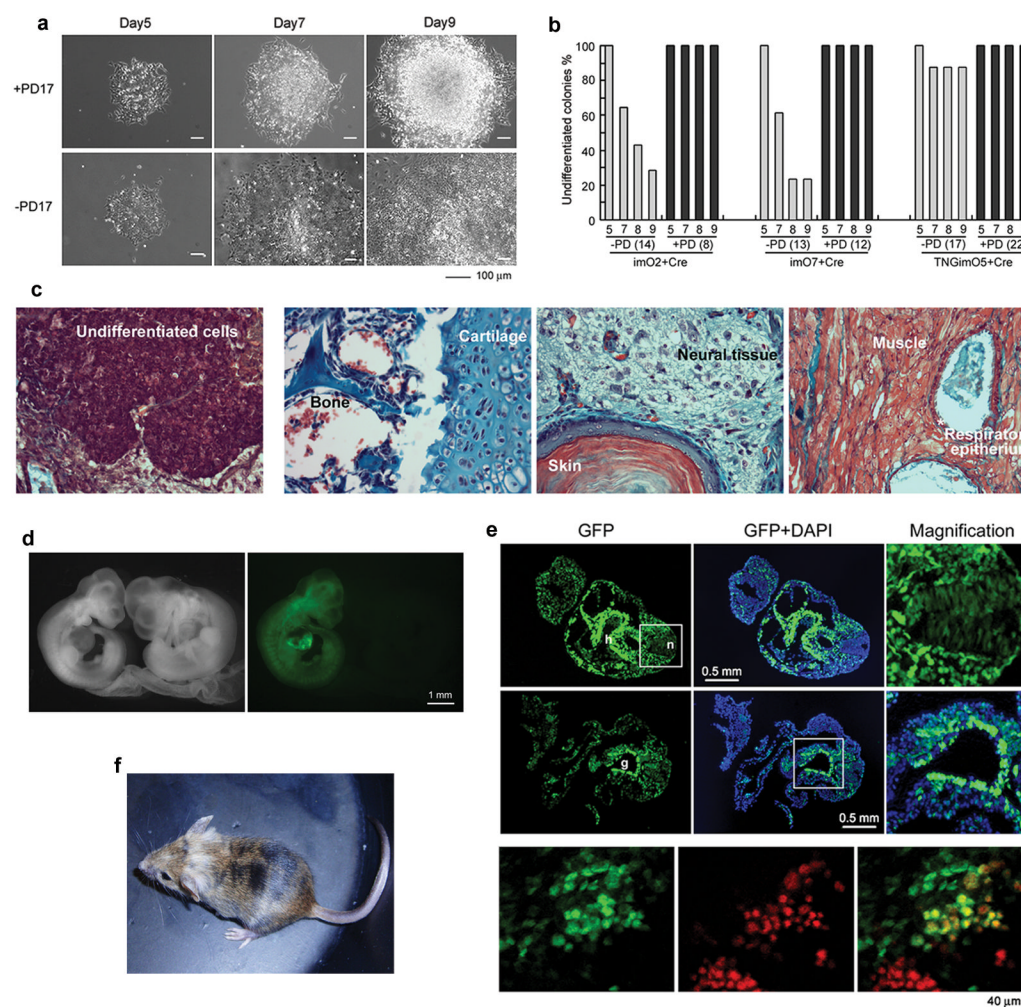 a
Day5 Day7 Day9
+PD17
-PD17
100 µm
b
Undifferentiated colonies %
100
80
60
40
20
0
5 7 8 9 5 7 8 9 5 7 8 9 5 7 8 9 5 7 8 9 5 7 8 9
-PD (14) +PD (8) -PD (13) +PD (12) -PD (17) +PD (22
imO2+Cre imO7+Cre TNGimO5+Cre
c
Undifferentiated cells
Cartilage
Bone
Neural tissue
Skin
Muscle
*
Respirator
epitheriun
d
1 mm
e
GFP GFP+DAPI Magnification
h
n
0.5 mm
g
0.5 mm
40 µm
f